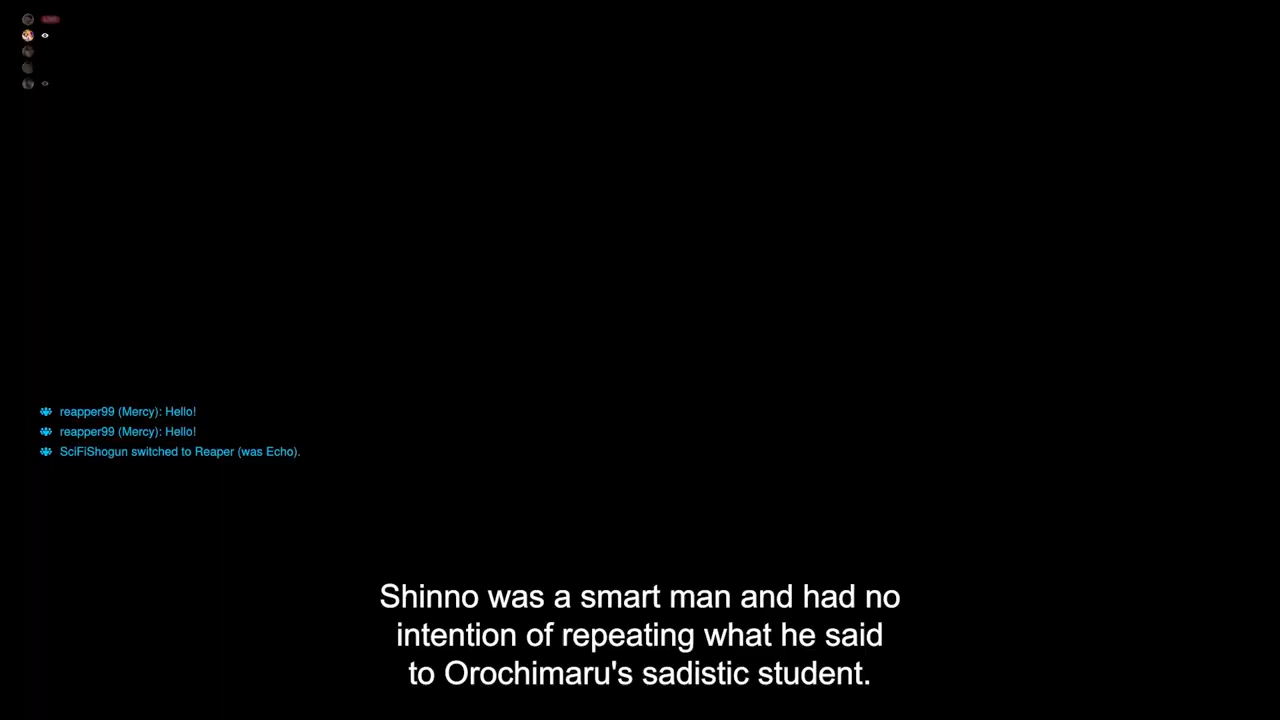 reapper99 (Mercy): Hello!
reapper99 (Mercy): Hello!
SciFiShogun switched to Reaper (was Echo).
Shinno was a smart man and had no
intention of repeating what he said
to Orochimaru's sadistic student.